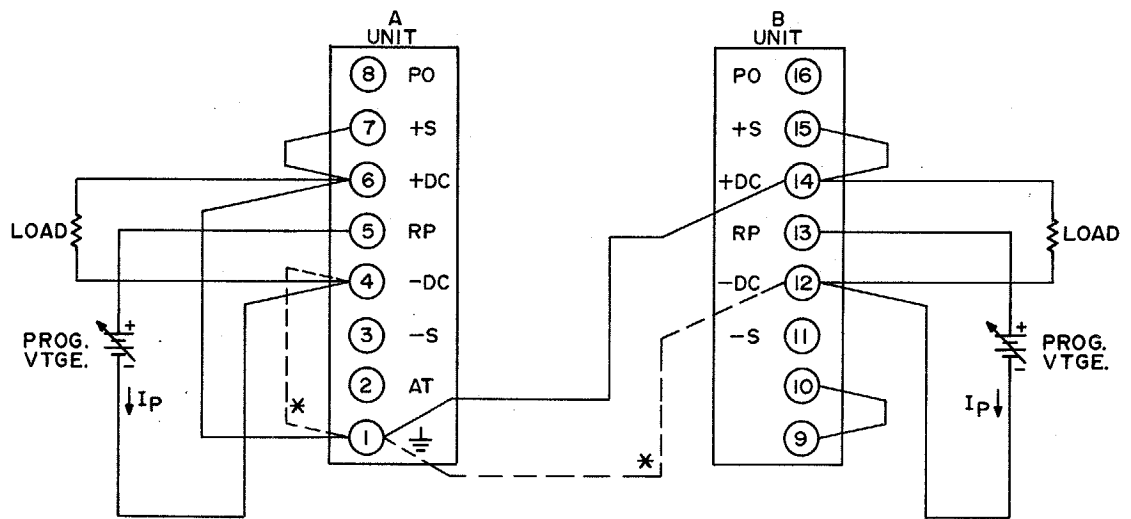 A
UNIT
B
UNIT
8 PO
7 +S
6 +DC
5 RP
4 -DC
3 -S
2 AT
1
PO 16
+S 15
+DC 14
RP 13
-DC 12
-S 11
10
9
LOAD
LOAD
PROG.
VTGE.
+
-
IP
*
*
PROG.
VTGE.
+
-
IP